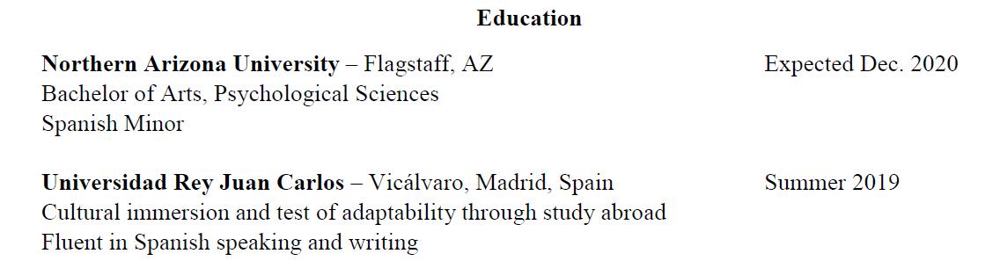 Education
Northern Arizona University – Flagstaff, AZ Expected Dec. 2020
Bachelor of Arts, Psychological Sciences
Spanish Minor
Universidad Rey Juan Carlos – Vicálvaro, Madrid, Spain Summer 2019
Cultural immersion and test of adaptability through study abroad
Fluent in Spanish speaking and writing